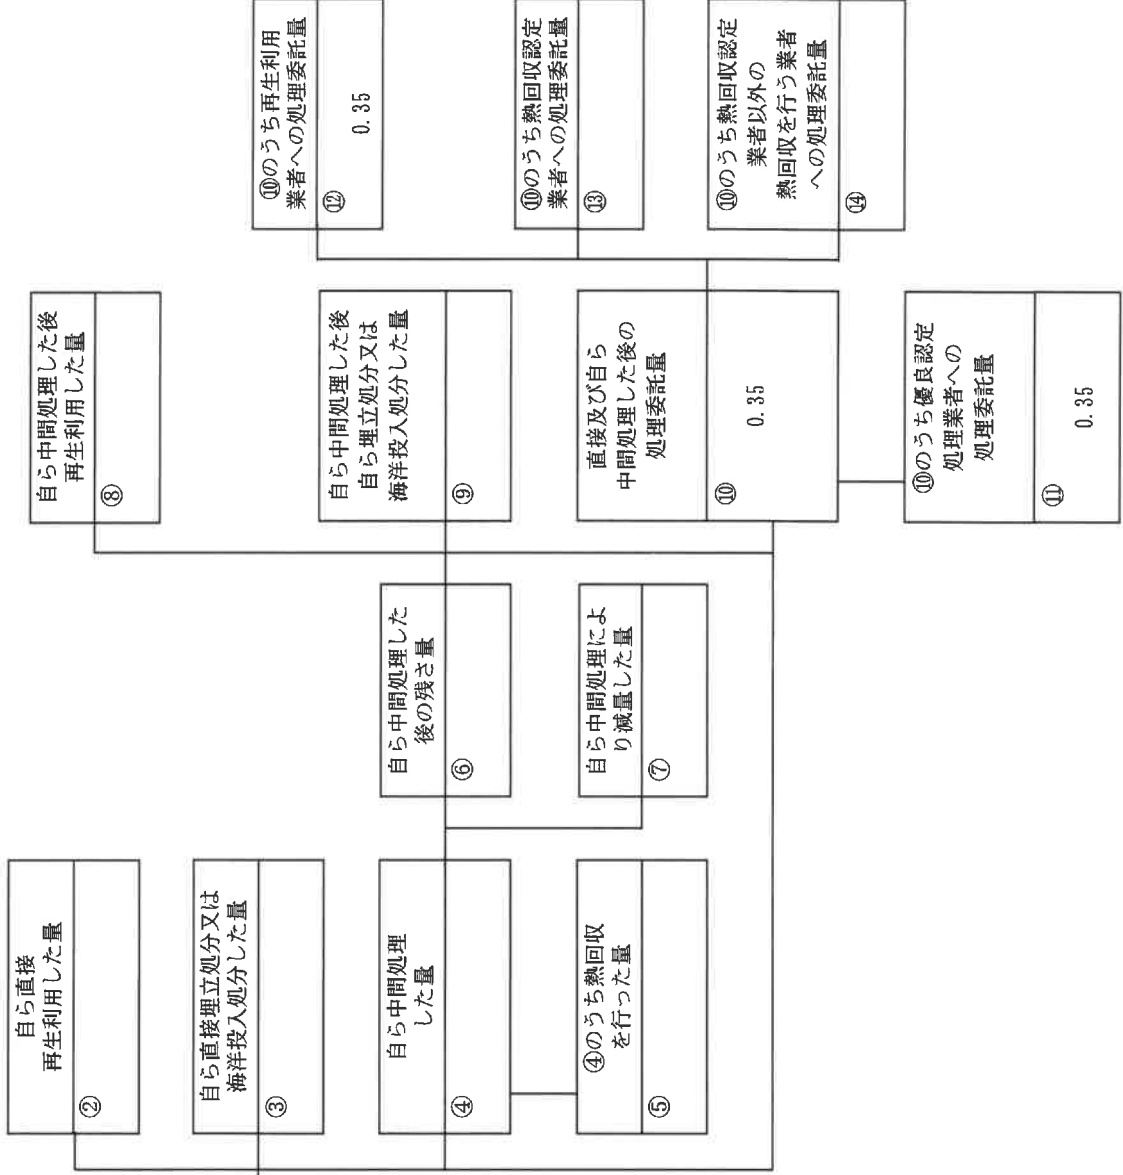 自ら直接
再生利用した量
②
自ら直接埋立処分又は
海洋投入処分した量
③
自ら中間処理
した量
④
④のうち熱回収
を行った量
⑤
自ら中間処理した
後の残さ量
⑥
自ら中間処理によ
り減量した量
⑦
自ら中間処理した後
再生利用した量
⑧
自ら中間処理した後
自ら埋立処分又は
海洋投入処分した量
⑨
直接及び自ら
中間処理した後の
処理委託量
⑩
0.35
⑩のうち優良認定
処理業者への
処理委託量
⑪
0.35
⑩のうち再生利用
業者への処理委託量
⑫
0.35
⑩のうち熱回収認定
業者への処理委託量
⑬
⑩のうち熱回収認定
業者以外の
熱回収を行う業者
への処理委託量
⑭